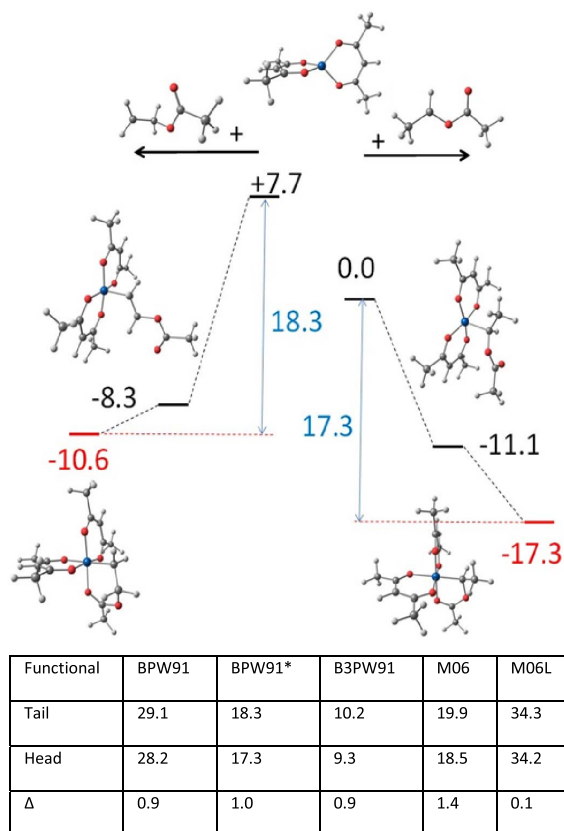 + +
+7.7
0.0
18.3
-8.3
17.3
-11.1
-10.6
-17.3
Functional BPW91 BPW91* B3PW91 M06 M06L
Tail 29.1 18.3 10.2 19.9 34.3
Head 28.2 17.3 9.3 18.5 34.2
Δ 0.9 1.0 0.9 1.4 0.1